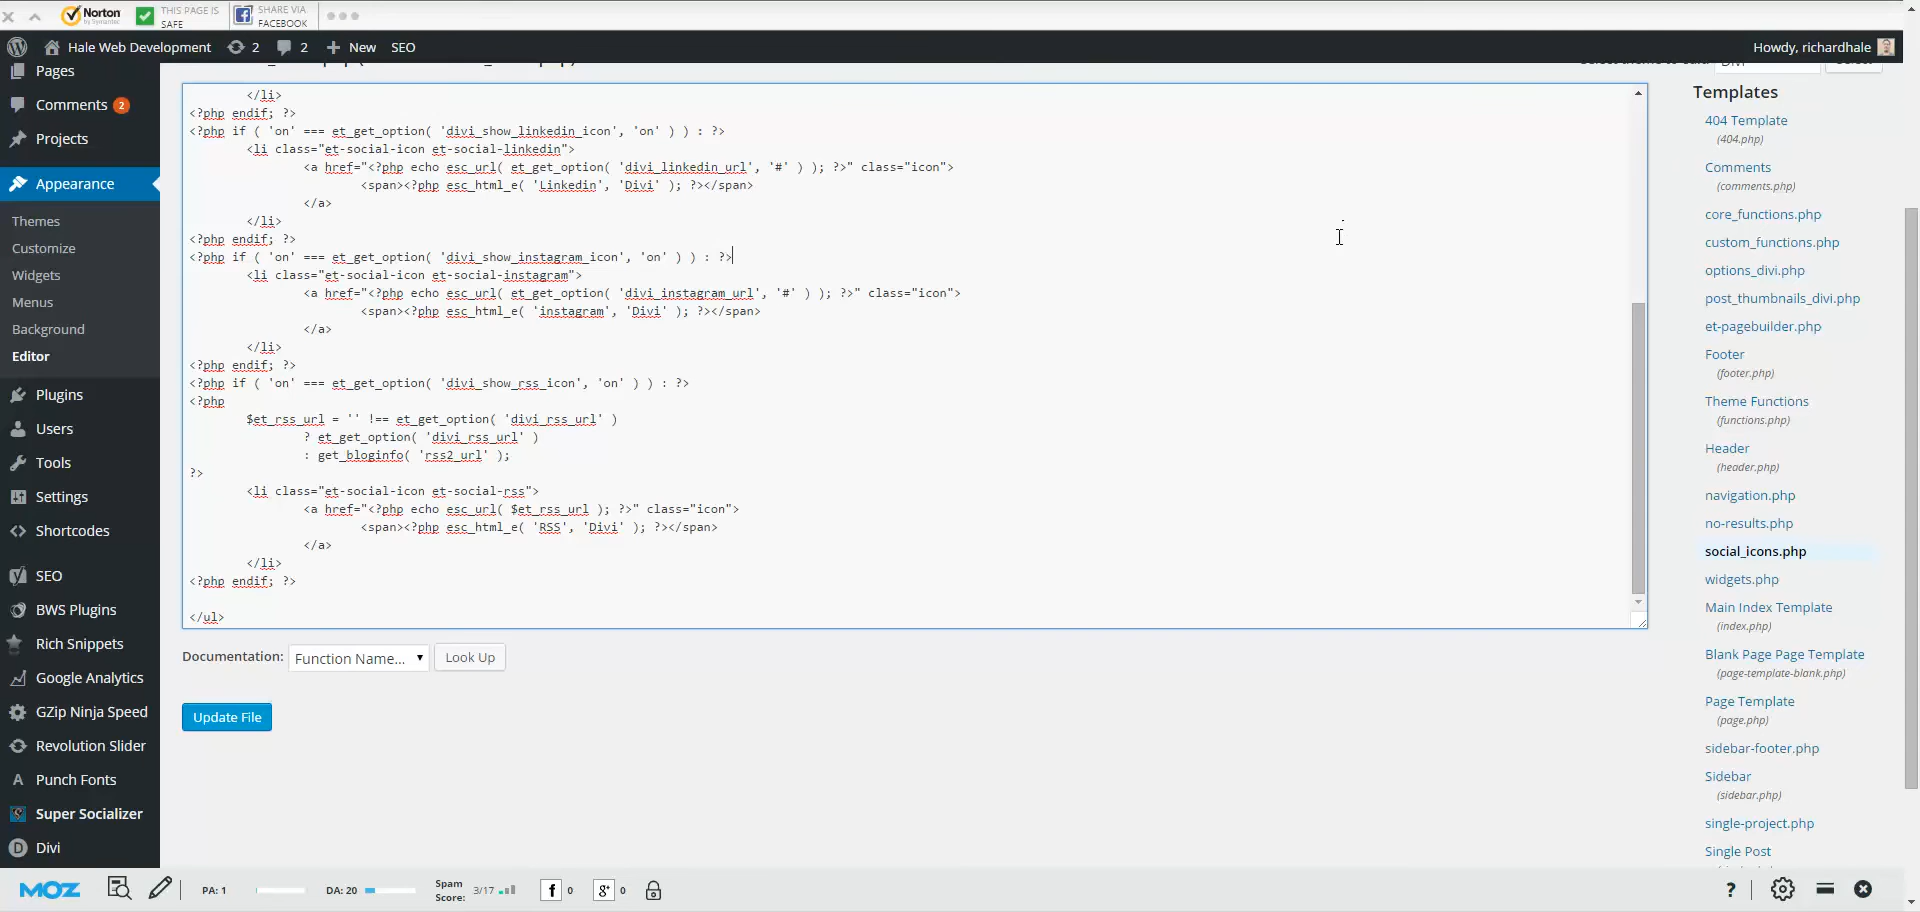 Norton
by Symantec
THIS PAGE IS
SAFE
SHARE VIA
FACEBOOK
Hale Web Development
2
2
New
SEO
Howdy, richardhale
Pages
Comments 2
Projects
Appearance
Themes
Customize
Widgets
Menus
Background
Editor
Plugins
Users
Tools
Settings
Shortcodes
SEO
BWS Plugins
Rich Snippets
Google Analytics
GZip Ninja Speed
Revolution Slider
Punch Fonts
Super Socializer
Divi
</li>
<?php endif; ?>
<?php if ( 'on' === et_get_option( 'divi_show_linkedin_icon', 'on' ) ) : ?>
<li class="et-social-icon et-social-linkedin">
<a href="<?php echo esc_url( et_get_option( 'divi_linkedin_url', '#' ) ); ?>" class="icon">
<span><?php esc_html_e( 'Linkedin', 'Divi' ); ?></span>
</a>
</li>
<?php endif; ?>
<?php if ( 'on' === et_get_option( 'divi_show_instagram_icon', 'on' ) ) : ?>
<li class="et-social-icon et-social-instagram">
<a href="<?php echo esc_url( et_get_option( 'divi_instagram_url', '#' ) ); ?>" class="icon">
<span><?php esc_html_e( 'instagram', 'Divi' ); ?></span>
</a>
</li>
<?php endif; ?>
<?php if ( 'on' === et_get_option( 'divi_show_rss_icon', 'on' ) ) : ?>
<?php
$et_rss_url = '' !== et_get_option( 'divi_rss_url' )
? et_get_option( 'divi_rss_url' )
: get_bloginfo( 'rss2_url' );
?>
<li class="et-social-icon et-social-rss">
<a href="<?php echo esc_url( $et_rss_url ); ?>" class="icon">
<span><?php esc_html_e( 'RSS', 'Divi' ); ?></span>
</a>
</li>
<?php endif; ?>
</ul>
Documentation: Function Name... Look Up
Update File
Templates
404 Template
(404.php)
Comments
(comments.php)
core_functions.php
custom_functions.php
options_divi.php
post_thumbnails_divi.php
et-pagebuilder.php
Footer
(footer.php)
Theme Functions
(functions.php)
Header
(header.php)
navigation.php
no-results.php
social_icons.php
widgets.php
Main Index Template
(index.php)
Blank Page Page Template
(page-template-blank.php)
Page Template
(page.php)
sidebar-footer.php
Sidebar
(sidebar.php)
single-project.php
Single Post
MOZ
PA: 1
DA: 20
Spam
Score:
3/17
f 0
g+ 0
?